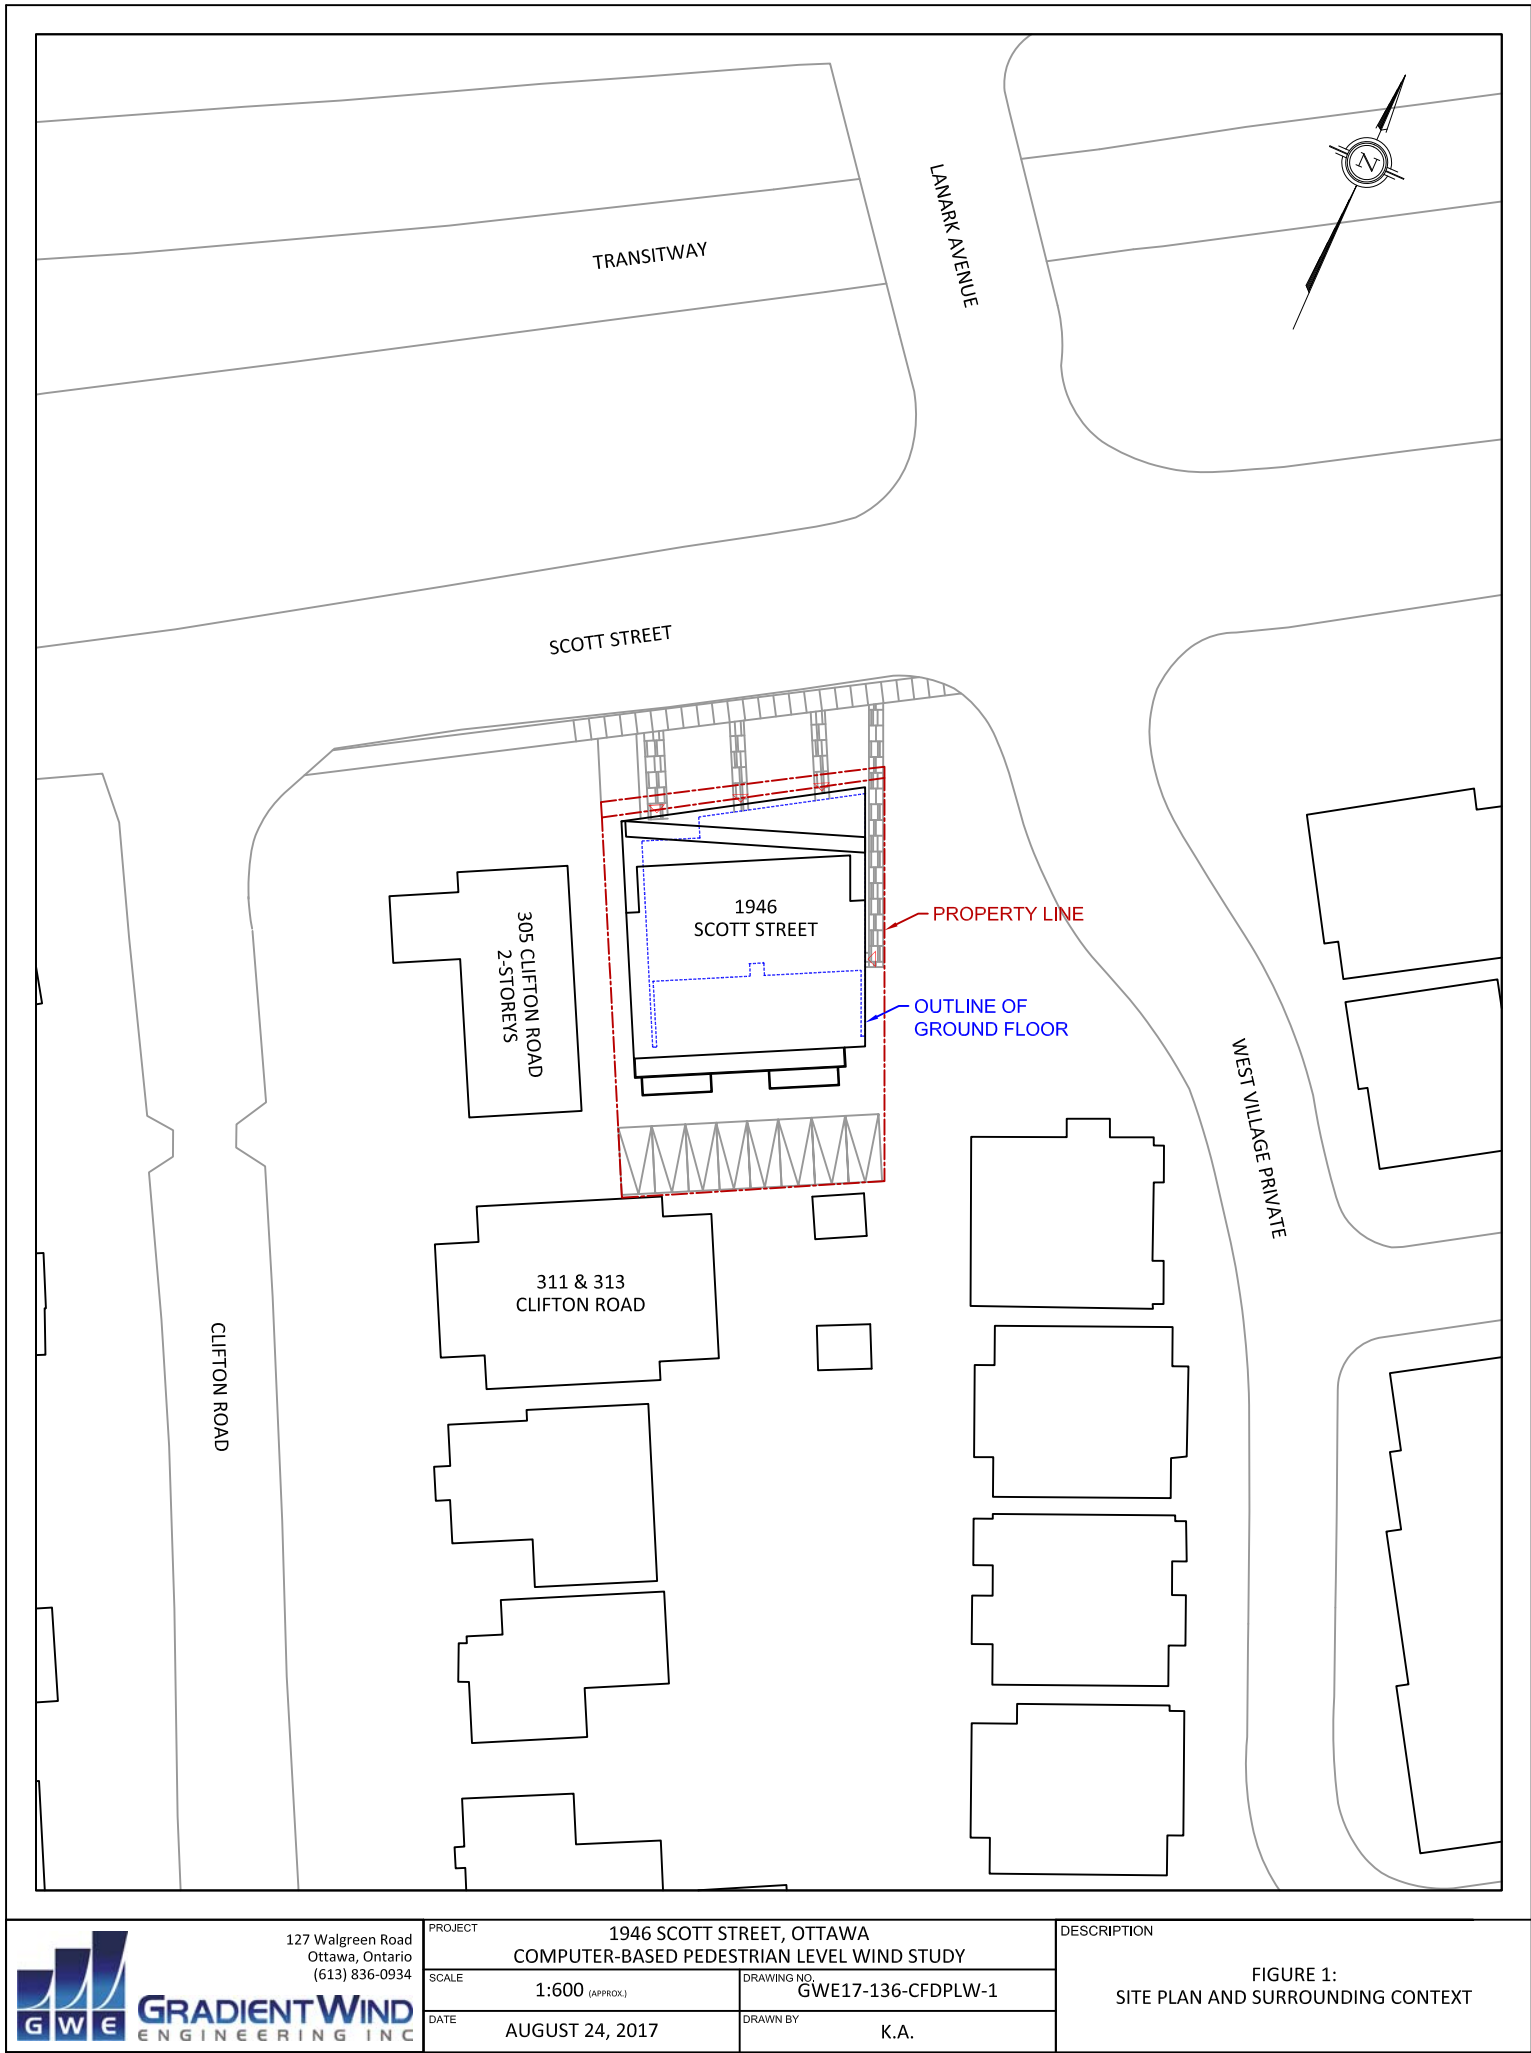 LANARK AVENUE
N
TRANSITWAY
SCOTT STREET
1946
SCOTT STREET
PROPERTY LINE
305 CLIFTON ROAD
2-STOREYS
OUTLINE OF
GROUND FLOOR
WEST VILLAGE PRIVATE
311 & 313
CLIFTON ROAD
CLIFTON ROAD
127 Walgreen Road
Ottawa, Ontario
(613) 836-0934
GWE
GRADIENT WIND
ENGINEERING INC
PROJECT
1946 SCOTT STREET, OTTAWA
COMPUTER-BASED PEDESTRIAN LEVEL WIND STUDY
SCALE
1:600 (APPROX.)
DRAWING NO.
GWE17-136-CFDPLW-1
DATE
AUGUST 24, 2017
DRAWN BY
K.A.
DESCRIPTION
FIGURE 1:
SITE PLAN AND SURROUNDING CONTEXT